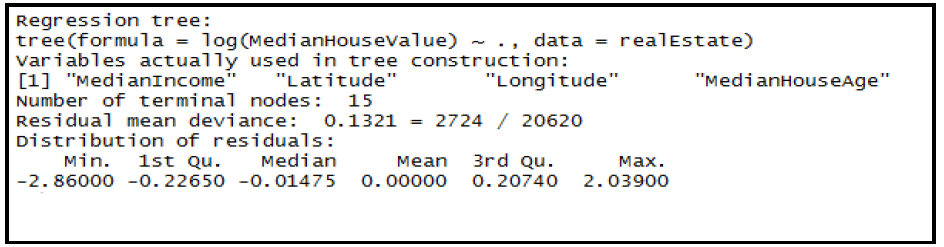 Regression tree:
tree(formula = log(MedianHouseValue) ~ ., data = realEstate)
Variables actually used in tree construction:
[1] "MedianIncome" "Latitude" "Longitude" "MedianHouseAge"
Number of terminal nodes: 15
Residual mean deviance: 0.1321 = 2724 / 20620
Distribution of residuals:
Min. 1st Qu. Median Mean 3rd Qu. Max.
-2.86000 -0.22650 -0.01475 0.00000 0.20740 2.03900